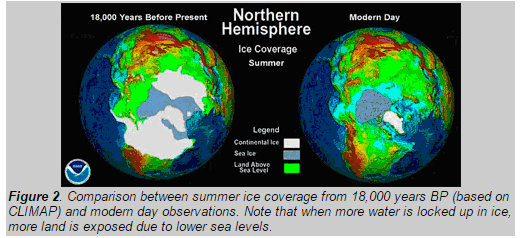 18,000 Years Before Present
Northern
Hemisphere
Modern Day
Ice Coverage
Summer
Legend
Continental Ice
Sea Ice
Land Above
Sea Level
NOAA
Figure 2. Comparison between summer ice coverage from 18,000 years BP (based on
CLIMAP) and modern day observations. Note that when more water is locked up in ice,
more land is exposed due to lower sea levels.